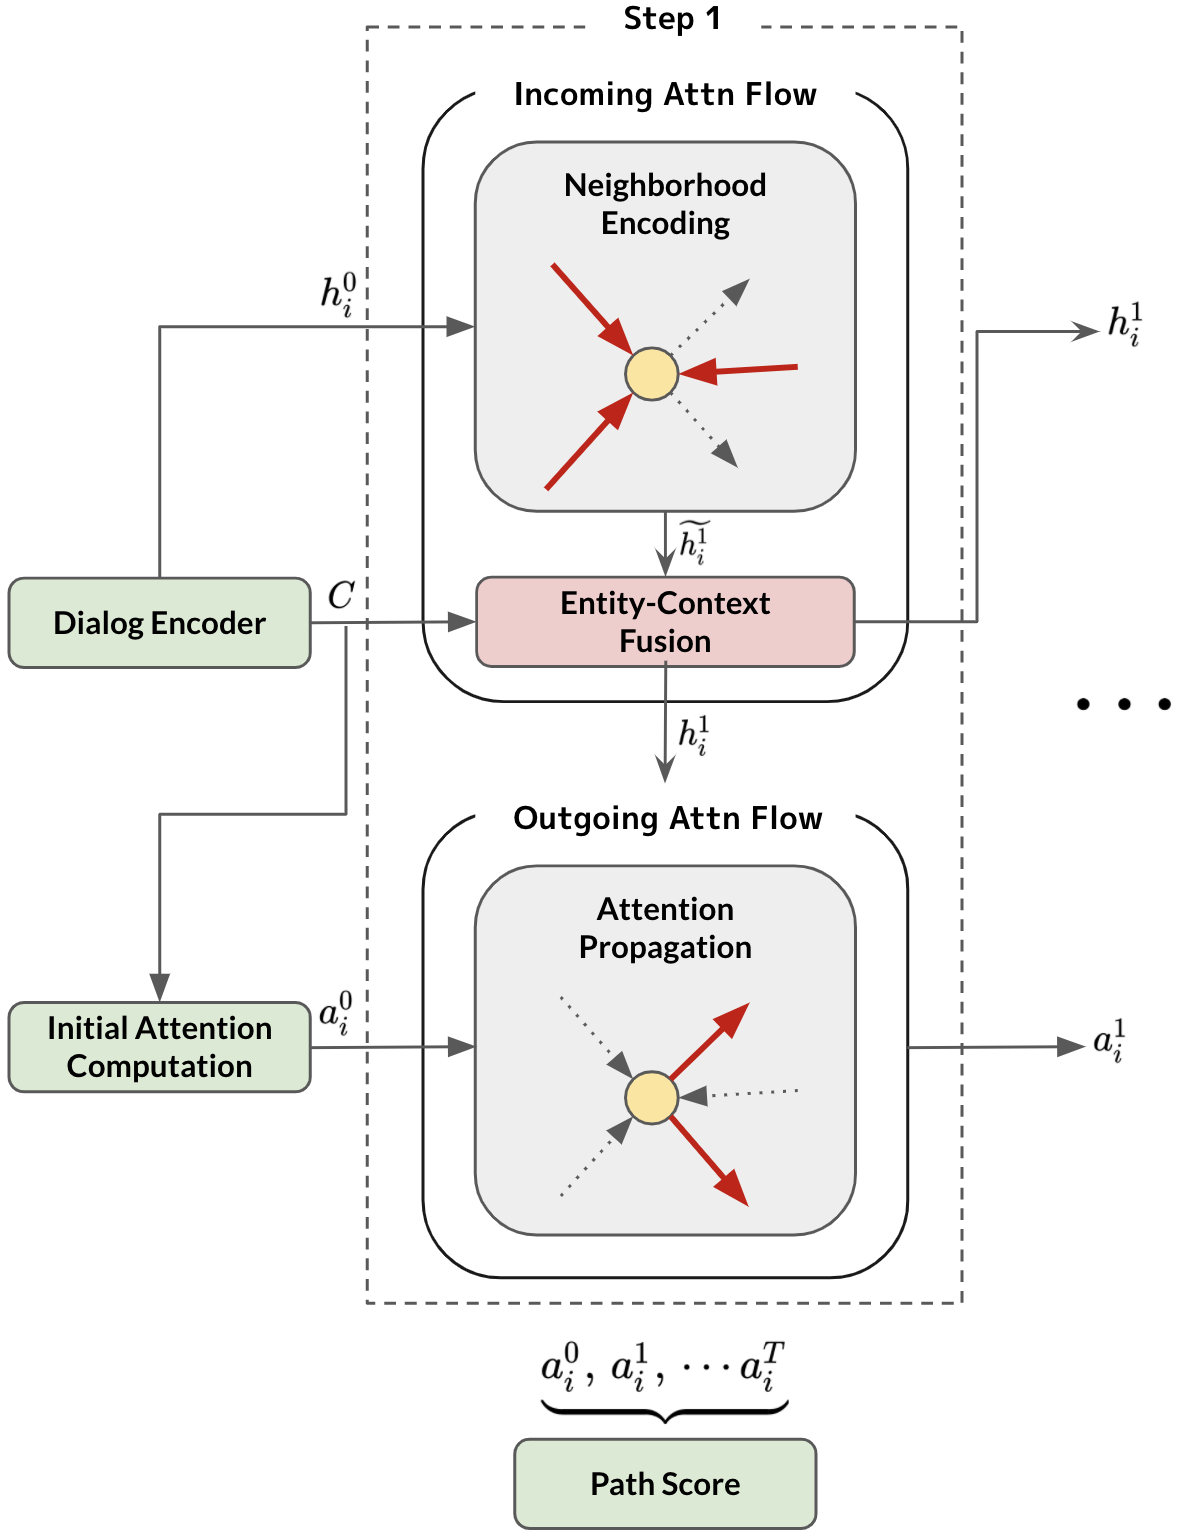 Step 1
Incoming Attn Flow
Neighborhood
Encoding
$h_i^0$
$h_i^1$
$\widetilde{h_i^1}$
Dialog Encoder
$C$
Entity-Context
Fusion
$h_i^1$
• • •
Outgoing Attn Flow
Attention
Propagation
Initial Attention
Computation
$a_i^0$
$a_i^1$
$a_i^0, a_i^1, \cdots a_i^T$
Path Score